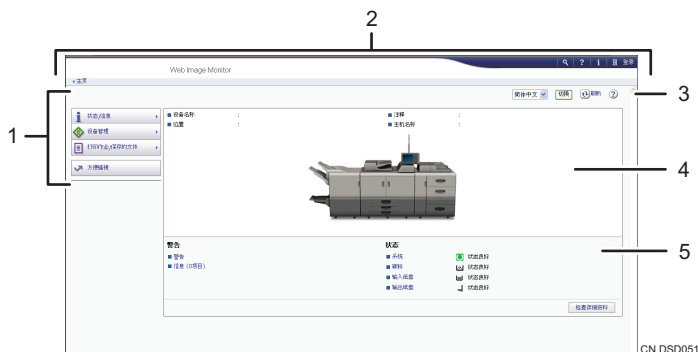 2
Web Image Monitor
? i 登录
主页
简体中文 切换 刷新 ?
3
1
状态/信息
设备管理
打印作业/保存的文件
方便链接
设备名称 : 注释 :
位置 : 主机名称 :
4
警告 状态
警告 系统 状态良好
信息 (0项目) 碳粉 状态良好
输入纸盘 状态良好
输出纸盘 状态良好
5
检查详细资料
CN DSD051